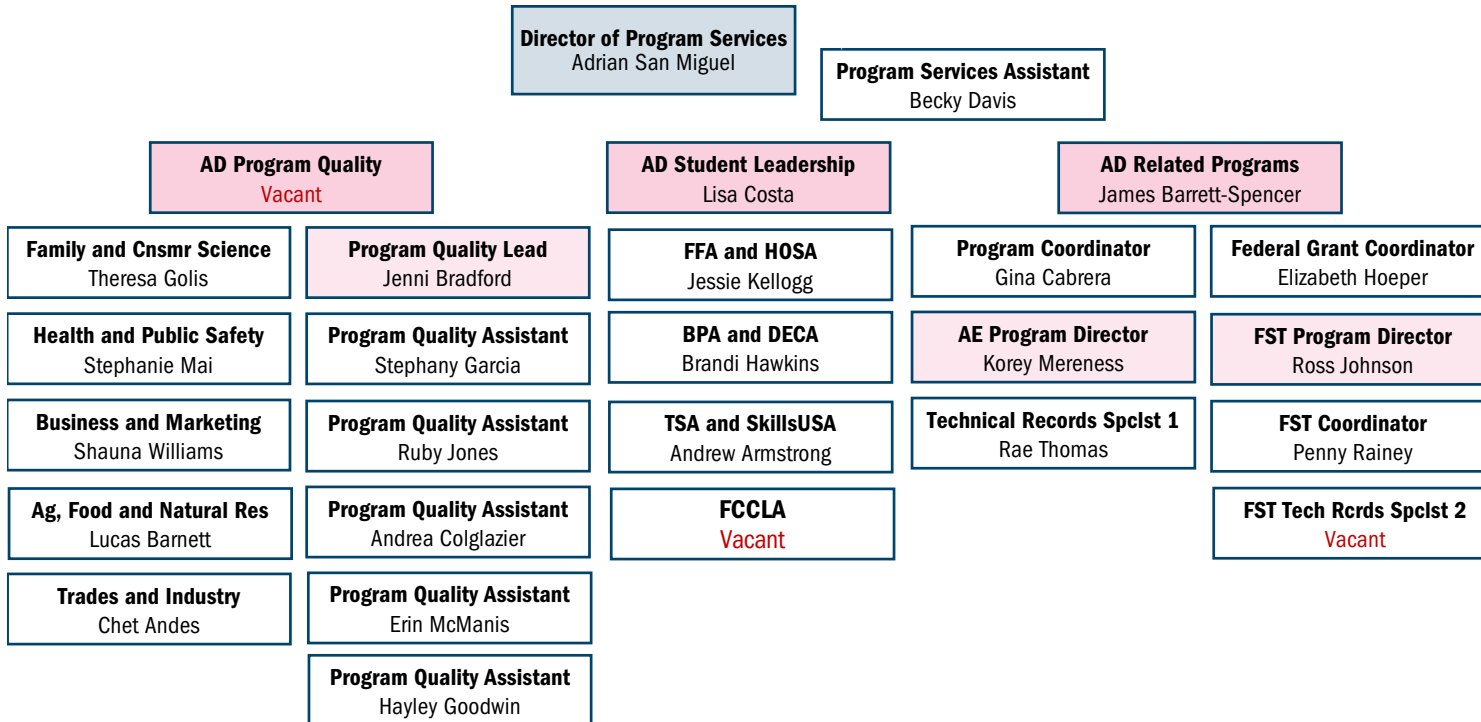 Director of Program Services
Adrian San Miguel
Program Services Assistant
Becky Davis
AD Program Quality
Vacant
Family and Cnsmr Science
Theresa Golis
Health and Public Safety
Stephanie Mai
Business and Marketing
Shauna Williams
Ag, Food and Natural Res
Lucas Barnett
Trades and Industry
Chet Andes
Program Quality Lead
Jenni Bradford
Program Quality Assistant
Stephany Garcia
Program Quality Assistant
Ruby Jones
Program Quality Assistant
Andrea Colglazier
Program Quality Assistant
Erin McManis
Program Quality Assistant
Hayley Goodwin
AD Student Leadership
Lisa Costa
FFA and HOSA
Jessie Kellogg
BPA and DECA
Brandi Hawkins
TSA and SkillsUSA
Andrew Armstrong
FCCLA
Vacant
AD Related Programs
James Barrett-Spencer
Program Coordinator
Gina Cabrera
AE Program Director
Korey Mereness
Technical Records Spclst 1
Rae Thomas
Federal Grant Coordinator
Elizabeth Hoeper
FST Program Director
Ross Johnson
FST Coordinator
Penny Rainey
FST Tech Rcrds Spclst 2
Vacant